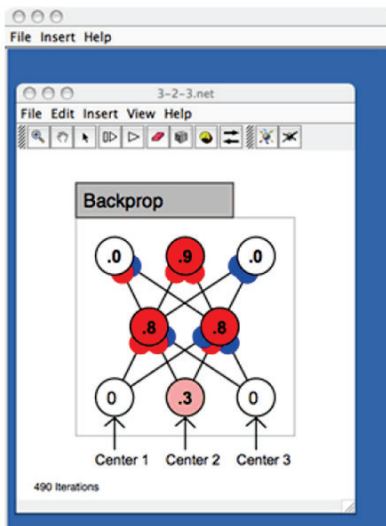 File Insert Help
3-2-3.net
File Edit Insert View Help
Backprop
.0 .9 .0
.8 .8
0 .3 0
Center 1 Center 2 Center 3
490 Iterations